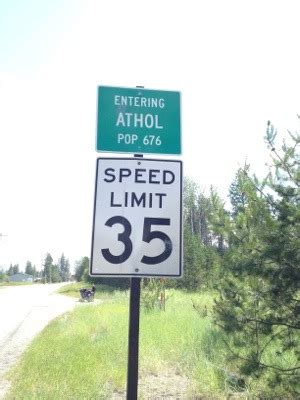 ENTERING
ATHOL
POP 676
SPEED
LIMIT
35